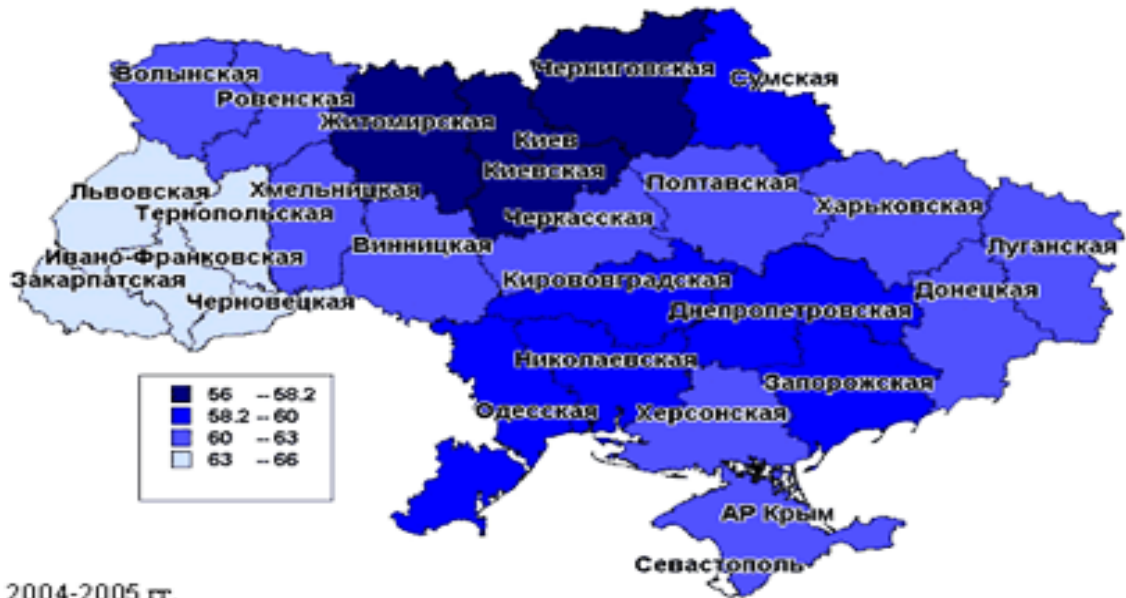 Волынская
Ровенская
Житомирская
Черниговская
Сумская
Киев
Киевская
Львовская
Хмельницкая
Тернопольская
Черкасская
Полтавская
Харьковская
Луганская
Ивано-Франковская
Винницкая
Закарпатская
Черновецкая
Кировоградская
Днепропетровская
Донецкая
Николаевская
Запорожская
Одесская
Херсонская
56 – 58.2
58.2 – 60
60 – 63
63 – 66
АР Крым
Севастополь
2004-2005 гг